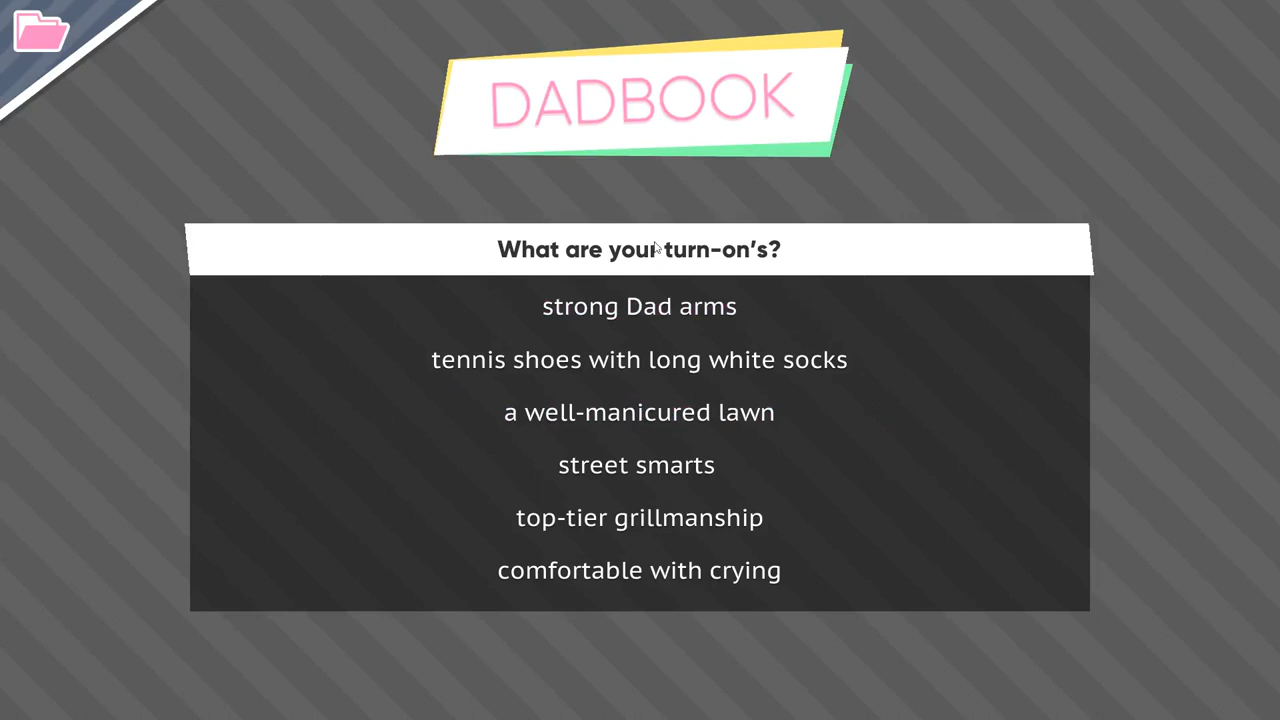 DADBOOK
What are your turn-on's?
strong Dad arms
tennis shoes with long white socks
a well-manicured lawn
street smarts
top-tier grillmanship
comfortable with crying